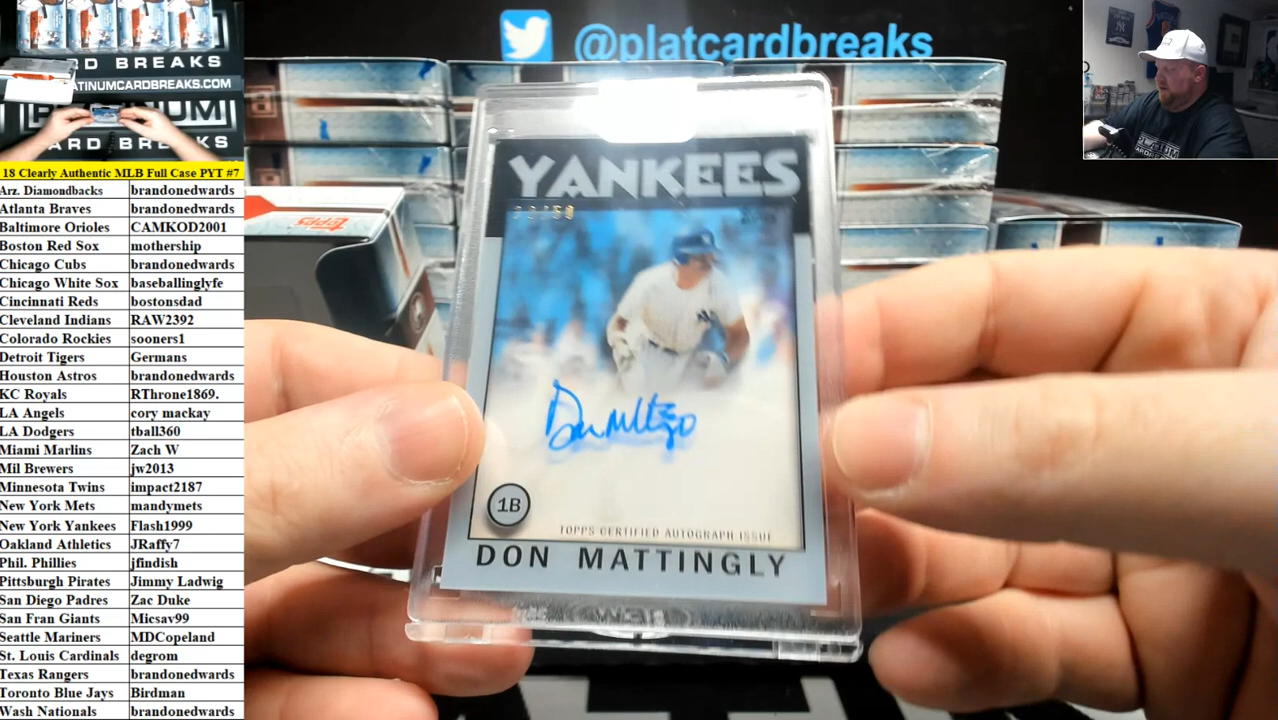 @platcardbreaks
RD BREAKS
ATINUMCARDBREAKS.COM
ARD BREAKS
18 Clearly Authentic MLB Full Case PYT #7
Arz. Diamondbacks brandonedwards
Atlanta Braves brandonedwards
Baltimore Orioles CAMKOD2001
Boston Red Sox mothership
Chicago Cubs brandonedwards
Chicago White Sox baseballinglyfe
Cincinnati Reds bostonsdad
Cleveland Indians RAW2392
Colorado Rockies sooners1
Detroit Tigers Germans
Houston Astros brandonedwards
KC Royals RThrone1869.
LA Angels cory mackay
LA Dodgers tball360
Miami Marlins Zach W
Mil Brewers jw2013
Minnesota Twins impact2187
New York Mets mandymets
New York Yankees Flash1999
Oakland Athletics JRaffy7
Phil. Phillies jfindish
Pittsburgh Pirates Jimmy Ladwig
San Diego Padres Zac Duke
San Fran Giants Micsav99
Seattle Mariners MDCopeland
St. Louis Cardinals degrom
Texas Rangers brandonedwards
Toronto Blue Jays Birdman
Wash Nationals brandonedwards
topps
YANKEES
1B
TOPPS CERTIFIED AUTOGRAPH ISSUE
DON MATTINGLY